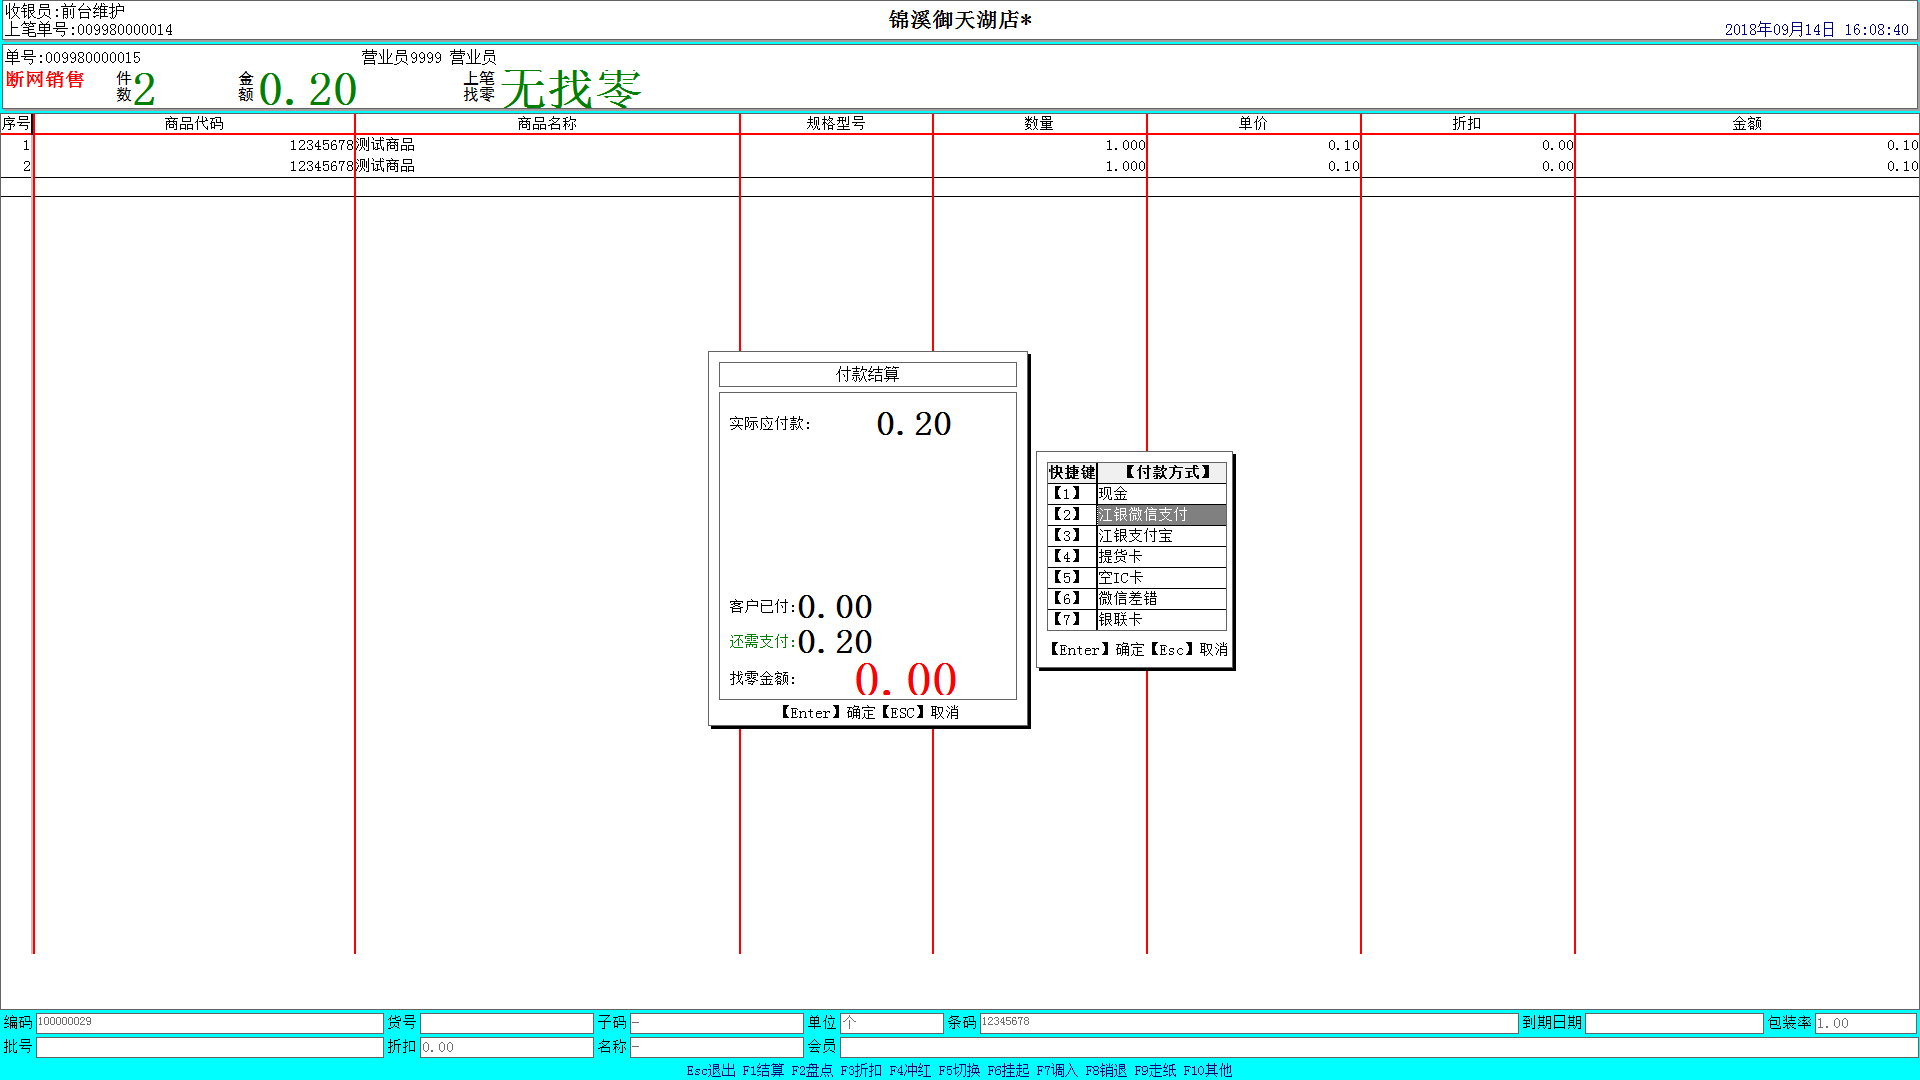 收银员:前台维护
上笔单号:009980000014
锦溪御天湖店*
2018年09月14日 16:08:40
单号:009980000015
营业员9999 营业员
断网销售
件数2
金额0.20
上笔找零 无找零
序号 商品代码 商品名称 规格型号 数量 单价 折扣 金额
1 12345678 测试商品 1.000 0.10 0.00 0.10
2 12345678 测试商品 1.000 0.10 0.00 0.10
付款结算
实际应付款: 0.20
客户已付:0.00
还需支付:0.20
找零金额: 0.00
【Enter】确定【ESC】取消
快捷键 【付款方式】
【1】 现金
【2】 江银微信支付
【3】 江银支付宝
【4】 提货卡
【5】 空IC卡
【6】 微信差错
【7】 银联卡
【Enter】确定【Esc】取消
编码 100000029 货号 子码 — 单位 个 条码 12345678 到期日期 包装率 1.00
批号 折扣 0.00 名称 — 会员
Esc退出 F1结算 F2盘点 F3折扣 F4冲红 F5切换 F6挂起 F7调入 F8销退 F9走纸 F10其他